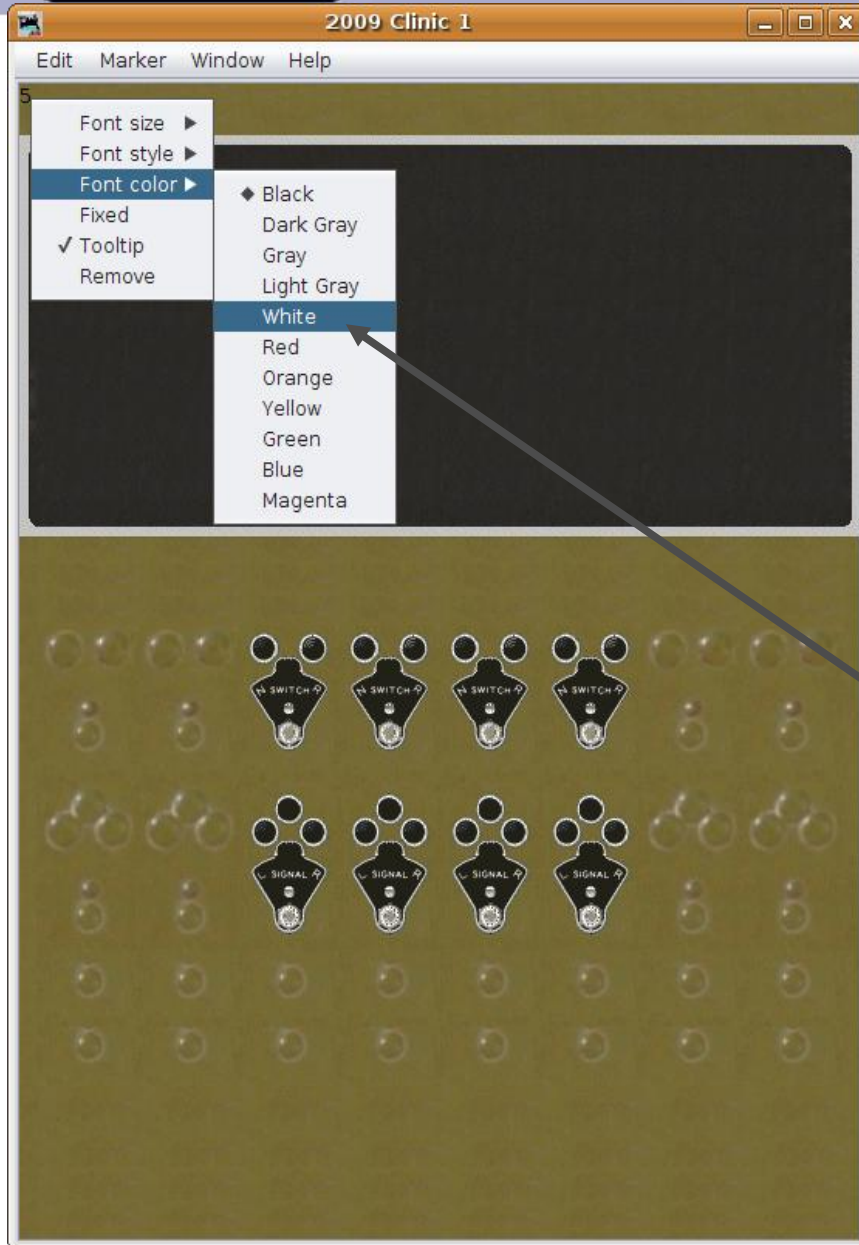 2009 Clinic 1
Edit Marker Window Help
5
Font size
Font style
Font color
Fixed
Tooltip
Remove
Black
Dark Gray
Gray
Light Gray
White
Red
Orange
Yellow
Green
Blue
Magenta
N SWITCH R N SWITCH R N SWITCH R N SWITCH R
L SIGNAL R L SIGNAL R L SIGNAL R L SIGNAL R